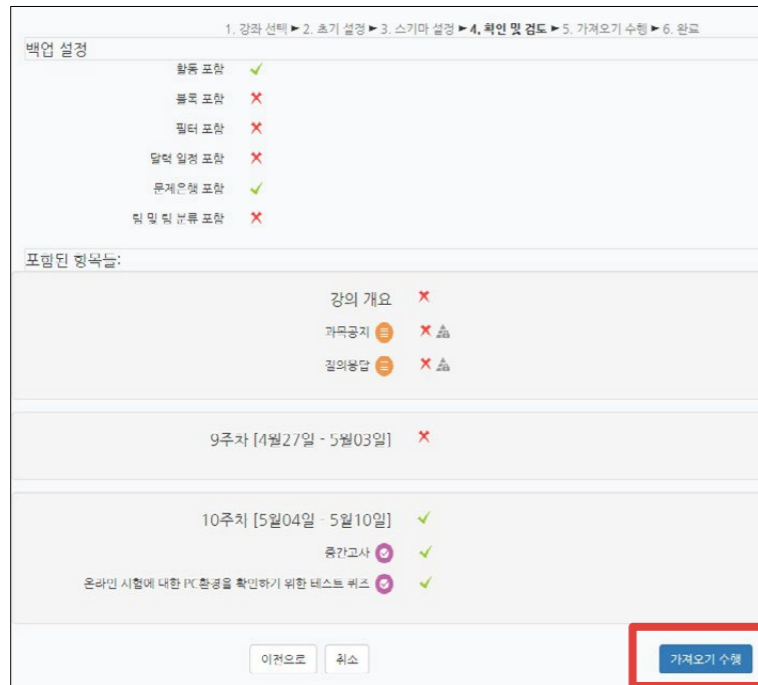 1. 강좌 선택 ► 2. 초기 설정 ► 3. 스키마 설정 ► 4. 확인 및 검토 ► 5. 가져오기 수행 ► 6. 완료
백업 설정
활동 포함
블록 포함
필터 포함
달력 일정 포함
문제은행 포함
팀 및 팀 분류 포함
포함된 항목들:
강의 개요
과목공지
질의응답
9주차 [4월27일 - 5월03일]
10주차 [5월04일 - 5월10일]
중간고사
온라인 시험에 대한 PC환경을 확인하기 위한 테스트 퀴즈
이전으로 취소 가져오기 수행